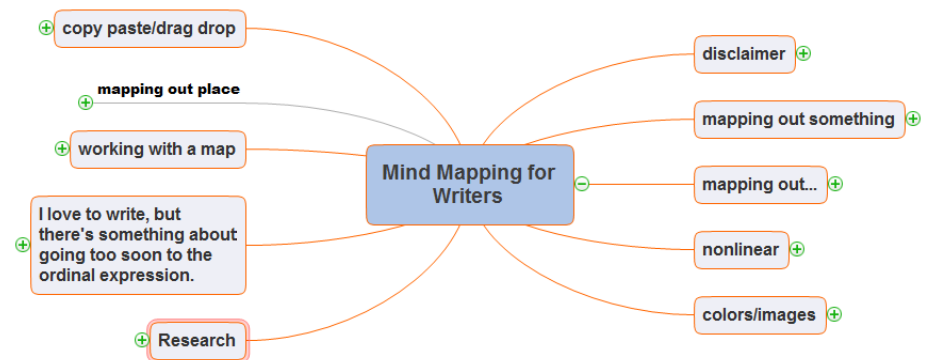 copy paste/drag drop
mapping out place
working with a map
I love to write, but
there's something about
going too soon to the
ordinal expression.
Research
Mind Mapping for
Writers
disclaimer
mapping out something
mapping out...
nonlinear
colors/images